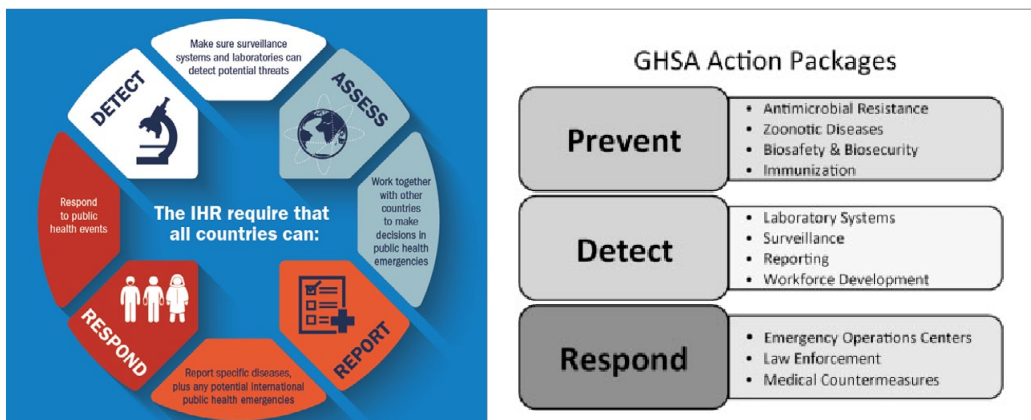 Make sure surveillance
systems and laboratories can
detect potential threats
DETECT
ASSESS
Respond
to public
health events
The IHR require that
all countries can:
Work together
with other
countries
to make
decisions in
public health
emergencies
RESPOND
REPORT
Report specific diseases,
plus any potential international
public health emergencies
GHSA Action Packages
Prevent
• Antimicrobial Resistance
• Zoonotic Diseases
• Biosafety & Biosecurity
• Immunization
Detect
• Laboratory Systems
• Surveillance
• Reporting
• Workforce Development
Respond
• Emergency Operations Centers
• Law Enforcement
• Medical Countermeasures